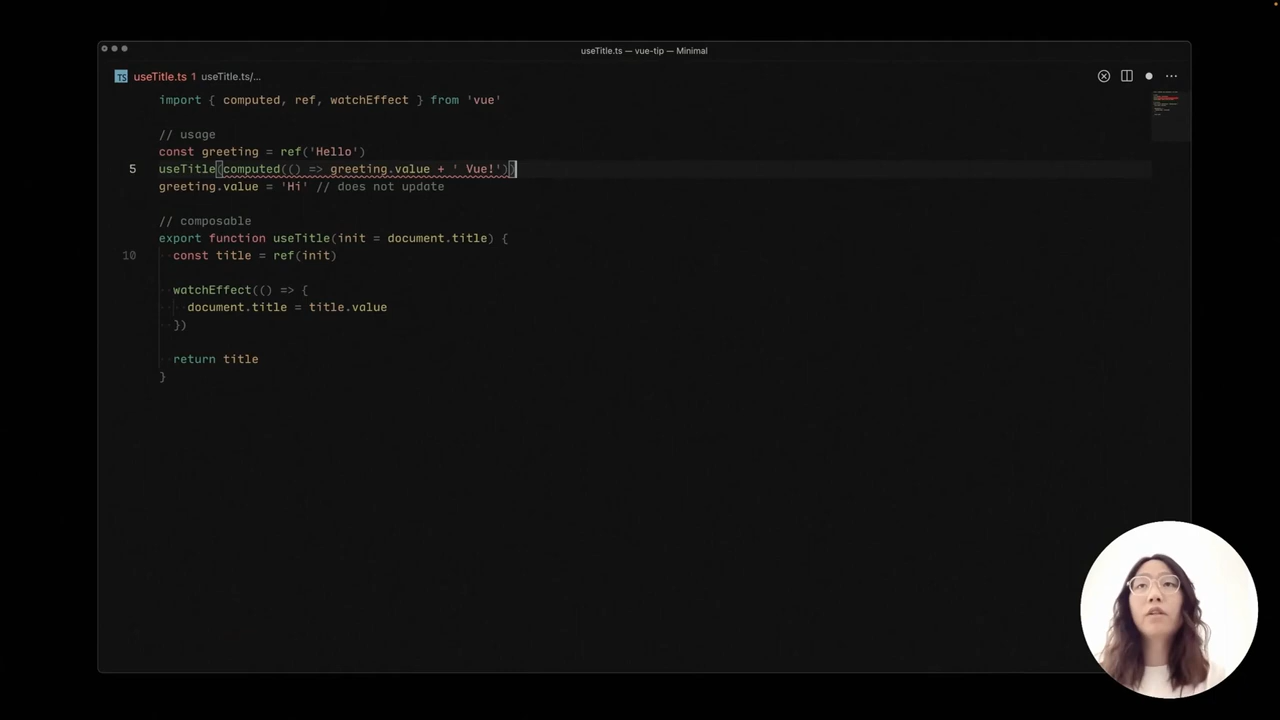 useTitle.ts — vue-tip — Minimal
TS useTitle.ts 1 useTitle.ts/...
import { computed, ref, watchEffect } from 'vue'
// usage
const greeting = ref('Hello')
5 useTitle(computed(() => greeting.value + ' Vue!'))
greeting.value = 'Hi' // does not update
// composable
export function useTitle(init = document.title) {
10 const title = ref(init)
watchEffect(() => {
document.title = title.value
})
return title
}